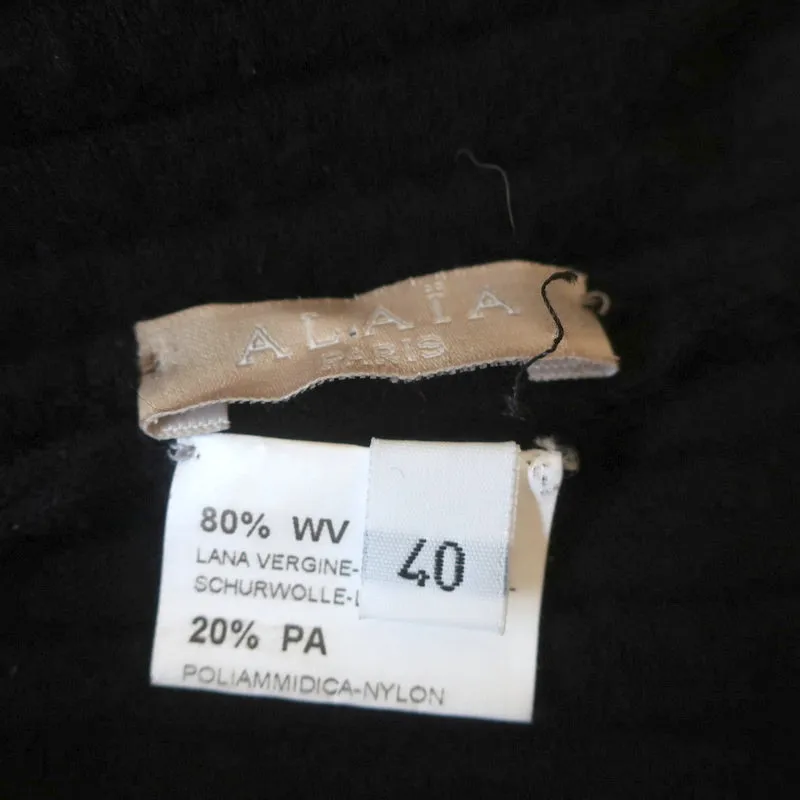 ALAÏA
PARIS
80% WV
LANA VERGINE-
SCHURWOLLE-
40
20% PA
POLIAMMIDICA-NYLON